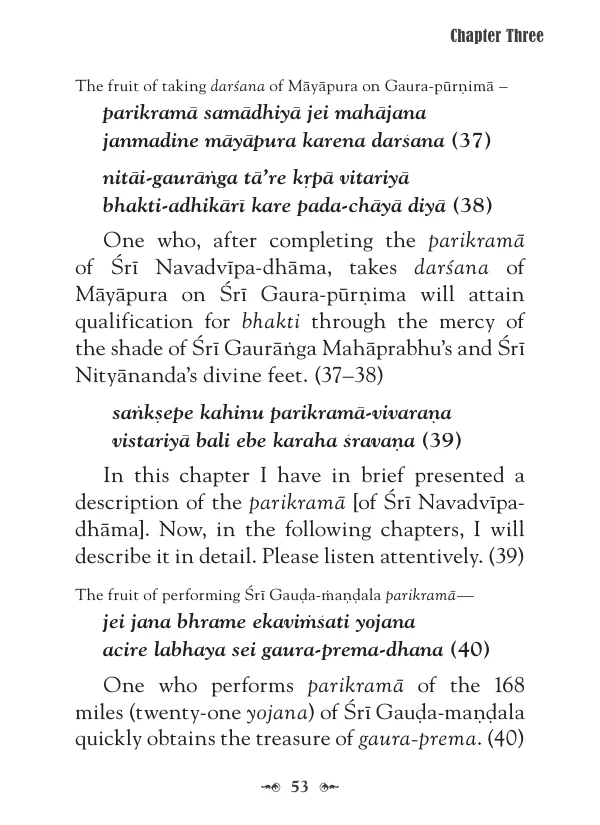 Chapter Three
The fruit of taking darśana of Māyāpura on Gaura-pūrṇimā –
parikramā samādhiyā jei mahājana
janmadine māyāpura karena darśana (37)
nitāi-gaurāṅga tā’re kṛpā vitariyā
bhakti-adhikārī kare pada-chāyā diyā (38)
One who, after completing the parikramā
of Śrī Navadvīpa-dhāma, takes darśana of
Māyāpura on Śrī Gaura-pūrṇima will attain
qualification for bhakti through the mercy of
the shade of Śrī Gaurāṅga Mahāprabhu’s and Śrī
Nityānanda’s divine feet. (37–38)
saṅkṣepe kahinu parikramā-vivaraṇa
vistariyā bali ebe karaha śravaṇa (39)
In this chapter I have in brief presented a
description of the parikramā [of Śrī Navadvīpa-
dhāma]. Now, in the following chapters, I will
describe it in detail. Please listen attentively. (39)
The fruit of performing Śrī Gauḍa-ṁaṇḍala parikramā—
jei jana bhrame ekaviṁśati yojana
acire labhaya sei gaura-prema-dhana (40)
One who performs parikramā of the 168
miles (twenty-one yojana) of Śrī Gauḍa-maṇḍala
quickly obtains the treasure of gaura-prema. (40)
53